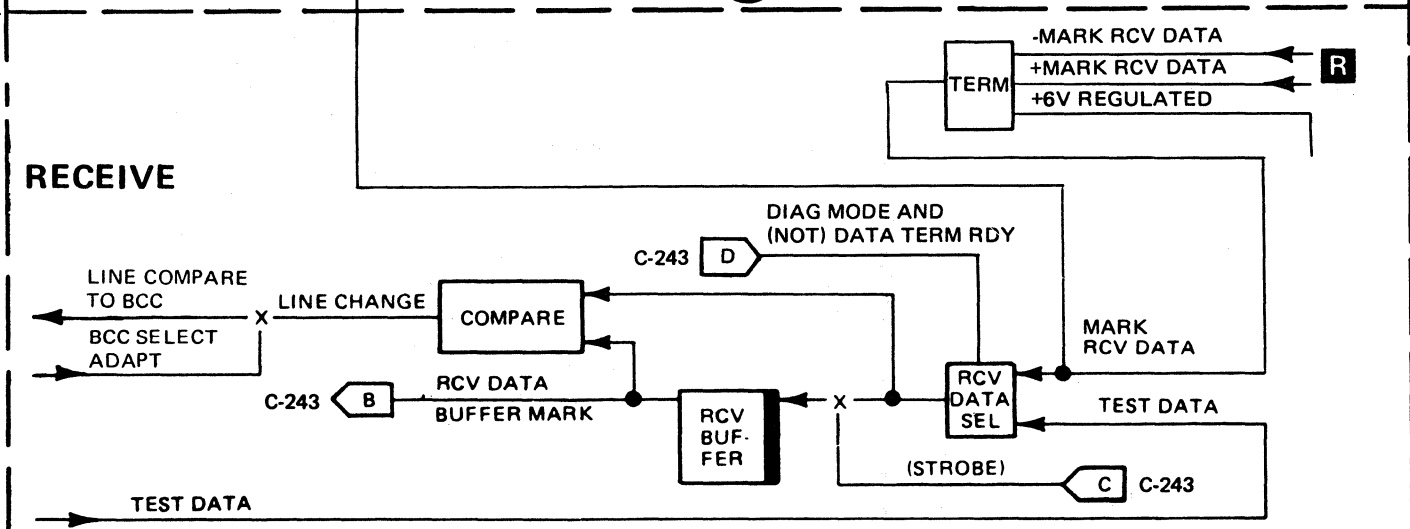 -MARK RCV DATA
R
+MARK RCV DATA
TERM
+6V REGULATED
RECEIVE
DIAG MODE AND
(NOT) DATA TERM RDY
C-243 D
LINE COMPARE
TO BCC
LINE CHANGE
X
COMPARE
BCC SELECT
ADAPT
MARK
RCV DATA
RCV
DATA
SEL
C-243 B
RCV DATA
BUFFER MARK
RCV
BUF-
FER
X
TEST DATA
(STROBE)
C C-243
TEST DATA